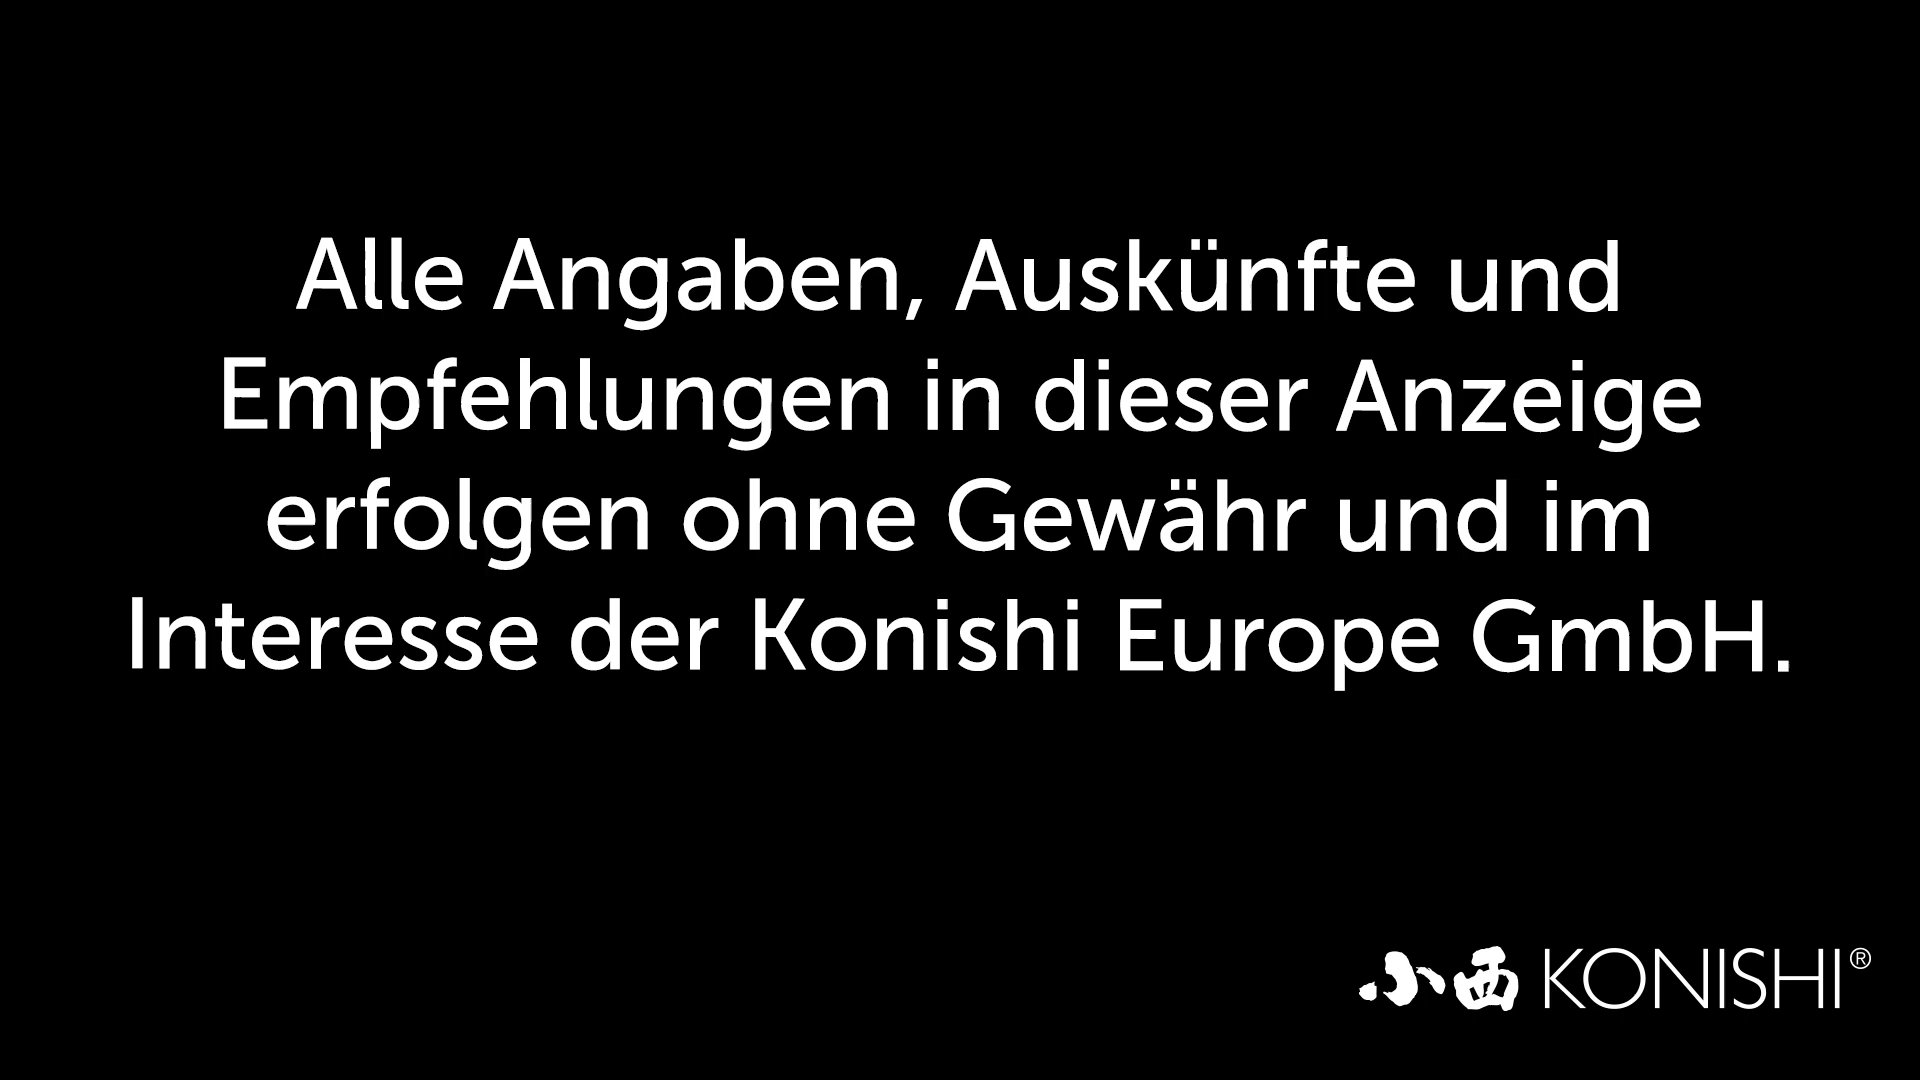 Alle Angaben, Auskünfte und
Empfehlungen in dieser Anzeige
erfolgen ohne Gewähr und im
Interesse der Konishi Europe GmbH.
小西 KONISHI®